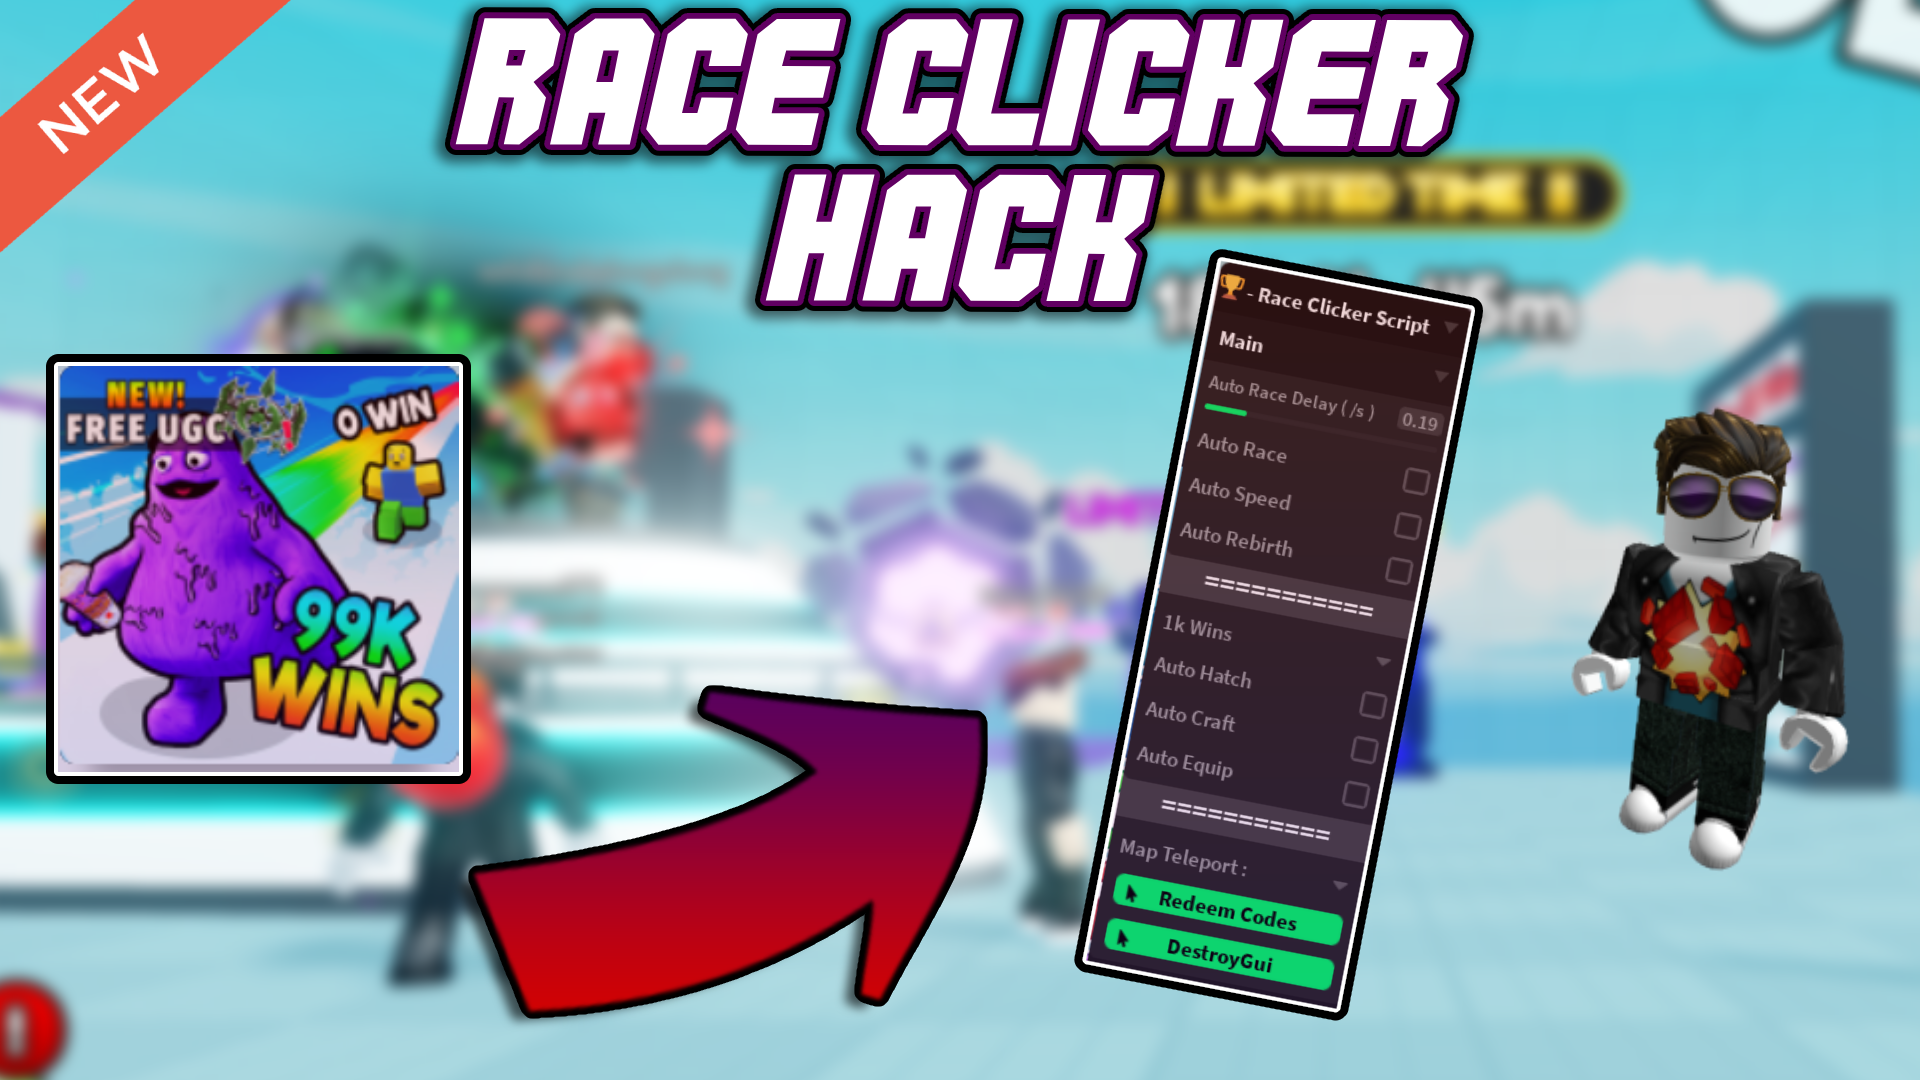 NEW
RACE CLICKER
HACK
! LIMITED TIME !
NEW!
FREE UGC
0 WIN
99K
WINS
🏆 - Race Clicker Script
Main
Auto Race Delay ( /s )
0.19
Auto Race
Auto Speed
Auto Rebirth
===========
1k Wins
Auto Hatch
Auto Craft
Auto Equip
===========
Map Teleport :
Redeem Codes
DestroyGui